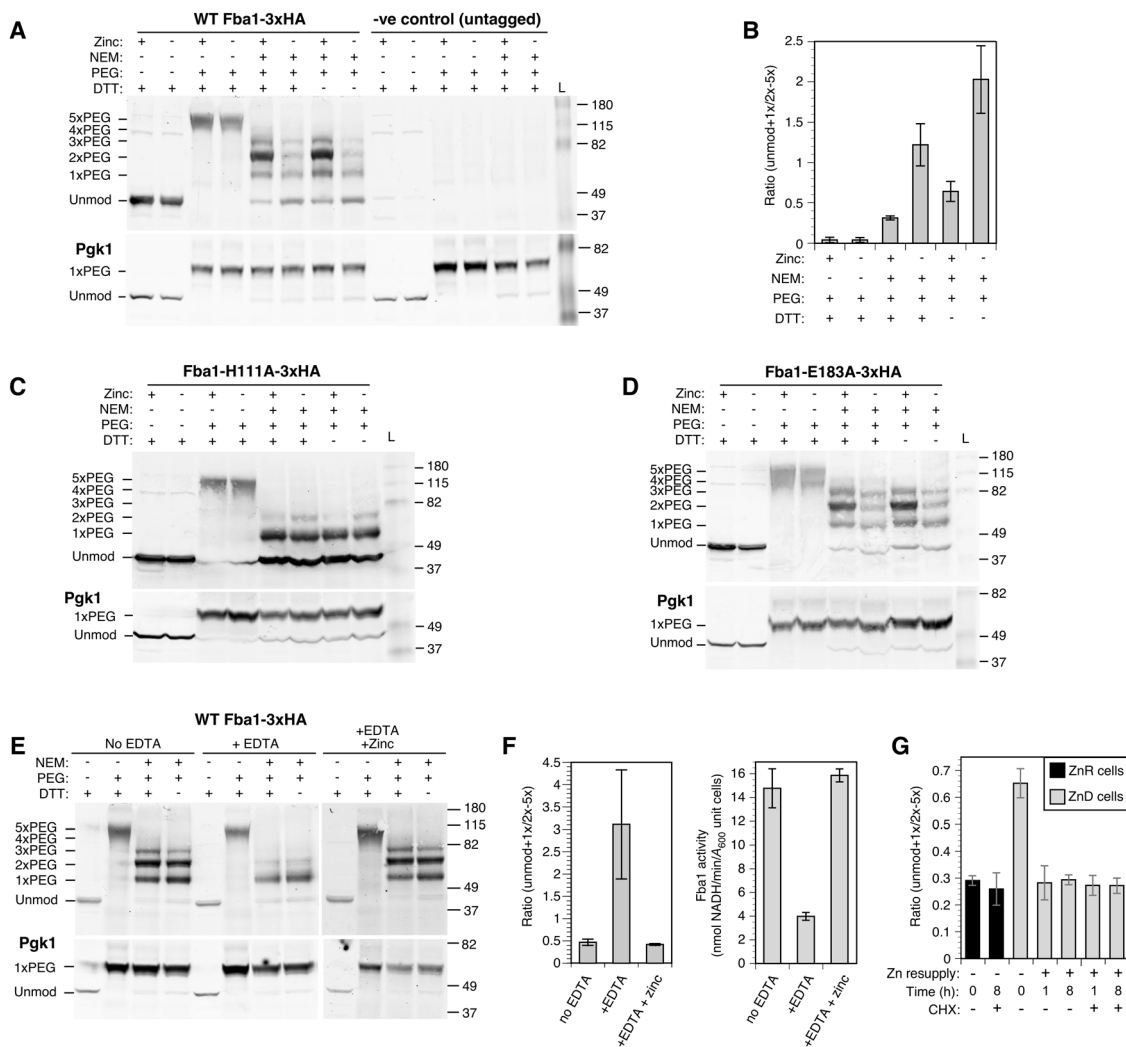 A
WT Fba1-3xHA
-ve control (untagged)
Zinc: + - + - + - + - + - + - + -
NEM: - - - - + + + + - - - - + +
PEG: - - + + + + + + - - + + + +
DTT: + + + + + + - - + + + + + + L
5xPEG
4xPEG
3xPEG
2xPEG
1xPEG
Unmod
180
115
82
49
37
Pgk1
1xPEG
Unmod
82
49
37
B
Ratio (unmod+1x/2x-5x)
2.5
2
1.5
1
0.5
0
Zinc: + - + - + -
NEM: - - + + + +
PEG: + + + + + +
DTT: + + + + - -
C
Fba1-H111A-3xHA
Zinc: + - + - + - + -
NEM: - - - - + + + +
PEG: - - + + + + + +
DTT: + + + + + + - - L
5xPEG
4xPEG
3xPEG
2xPEG
1xPEG
Unmod
180
115
82
49
37
Pgk1
1xPEG
Unmod
82
49
37
D
Fba1-E183A-3xHA
Zinc: + - + - + - + -
NEM: - - - - + + + +
PEG: - - + + + + + +
DTT: + + + + + + - - L
5xPEG
4xPEG
3xPEG
2xPEG
1xPEG
Unmod
180
115
82
49
37
Pgk1
1xPEG
Unmod
82
49
37
E
WT Fba1-3xHA
No EDTA
+ EDTA
+EDTA
+Zinc
NEM: - - + + - - + + - - + +
PEG: - + + + - + + + - + + +
DTT: + + + - + + + - + + + -
5xPEG
4xPEG
3xPEG
2xPEG
1xPEG
Unmod
180
115
82
49
37
Pgk1
1xPEG
Unmod
82
49
37
F
Ratio (unmod+1x/2x-5x)
4.5
4
3.5
3
2.5
2
1.5
1
0.5
0
no EDTA
+EDTA
+EDTA + zinc
Fba1 activity
(nmol NADH/min/A600 unit cells)
16
14
12
10
8
6
4
2
0
no EDTA
+EDTA
+EDTA + zinc
G
Ratio (unmod+1x/2x-5x)
0.7
0.6
0.5
0.4
0.3
0.2
0.1
0
ZnR cells
ZnD cells
Zn resupply: - - - + + + +
Time (h): 0 8 0 1 8 1 8
CHX: - + - - - + +